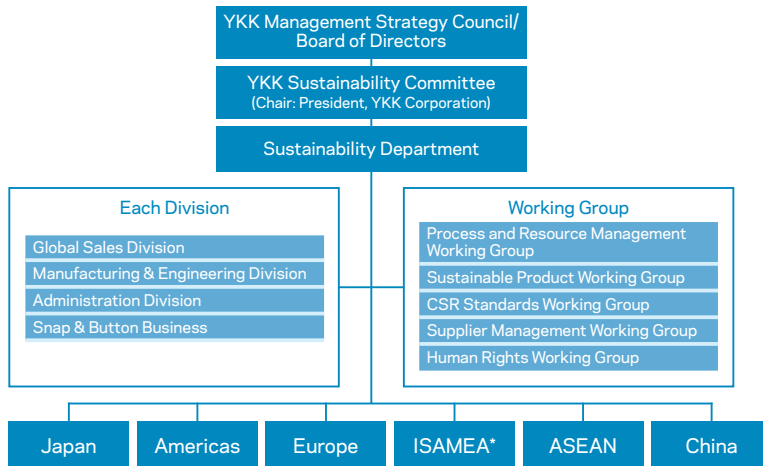 YKK Management Strategy Council/
Board of Directors
YKK Sustainability Committee
(Chair: President, YKK Corporation)
Sustainability Department
Each Division
Global Sales Division
Manufacturing & Engineering Division
Administration Division
Snap & Button Business
Working Group
Process and Resource Management
Working Group
Sustainable Product Working Group
CSR Standards Working Group
Supplier Management Working Group
Human Rights Working Group
Japan
Americas
Europe
ISAMEA*
ASEAN
China